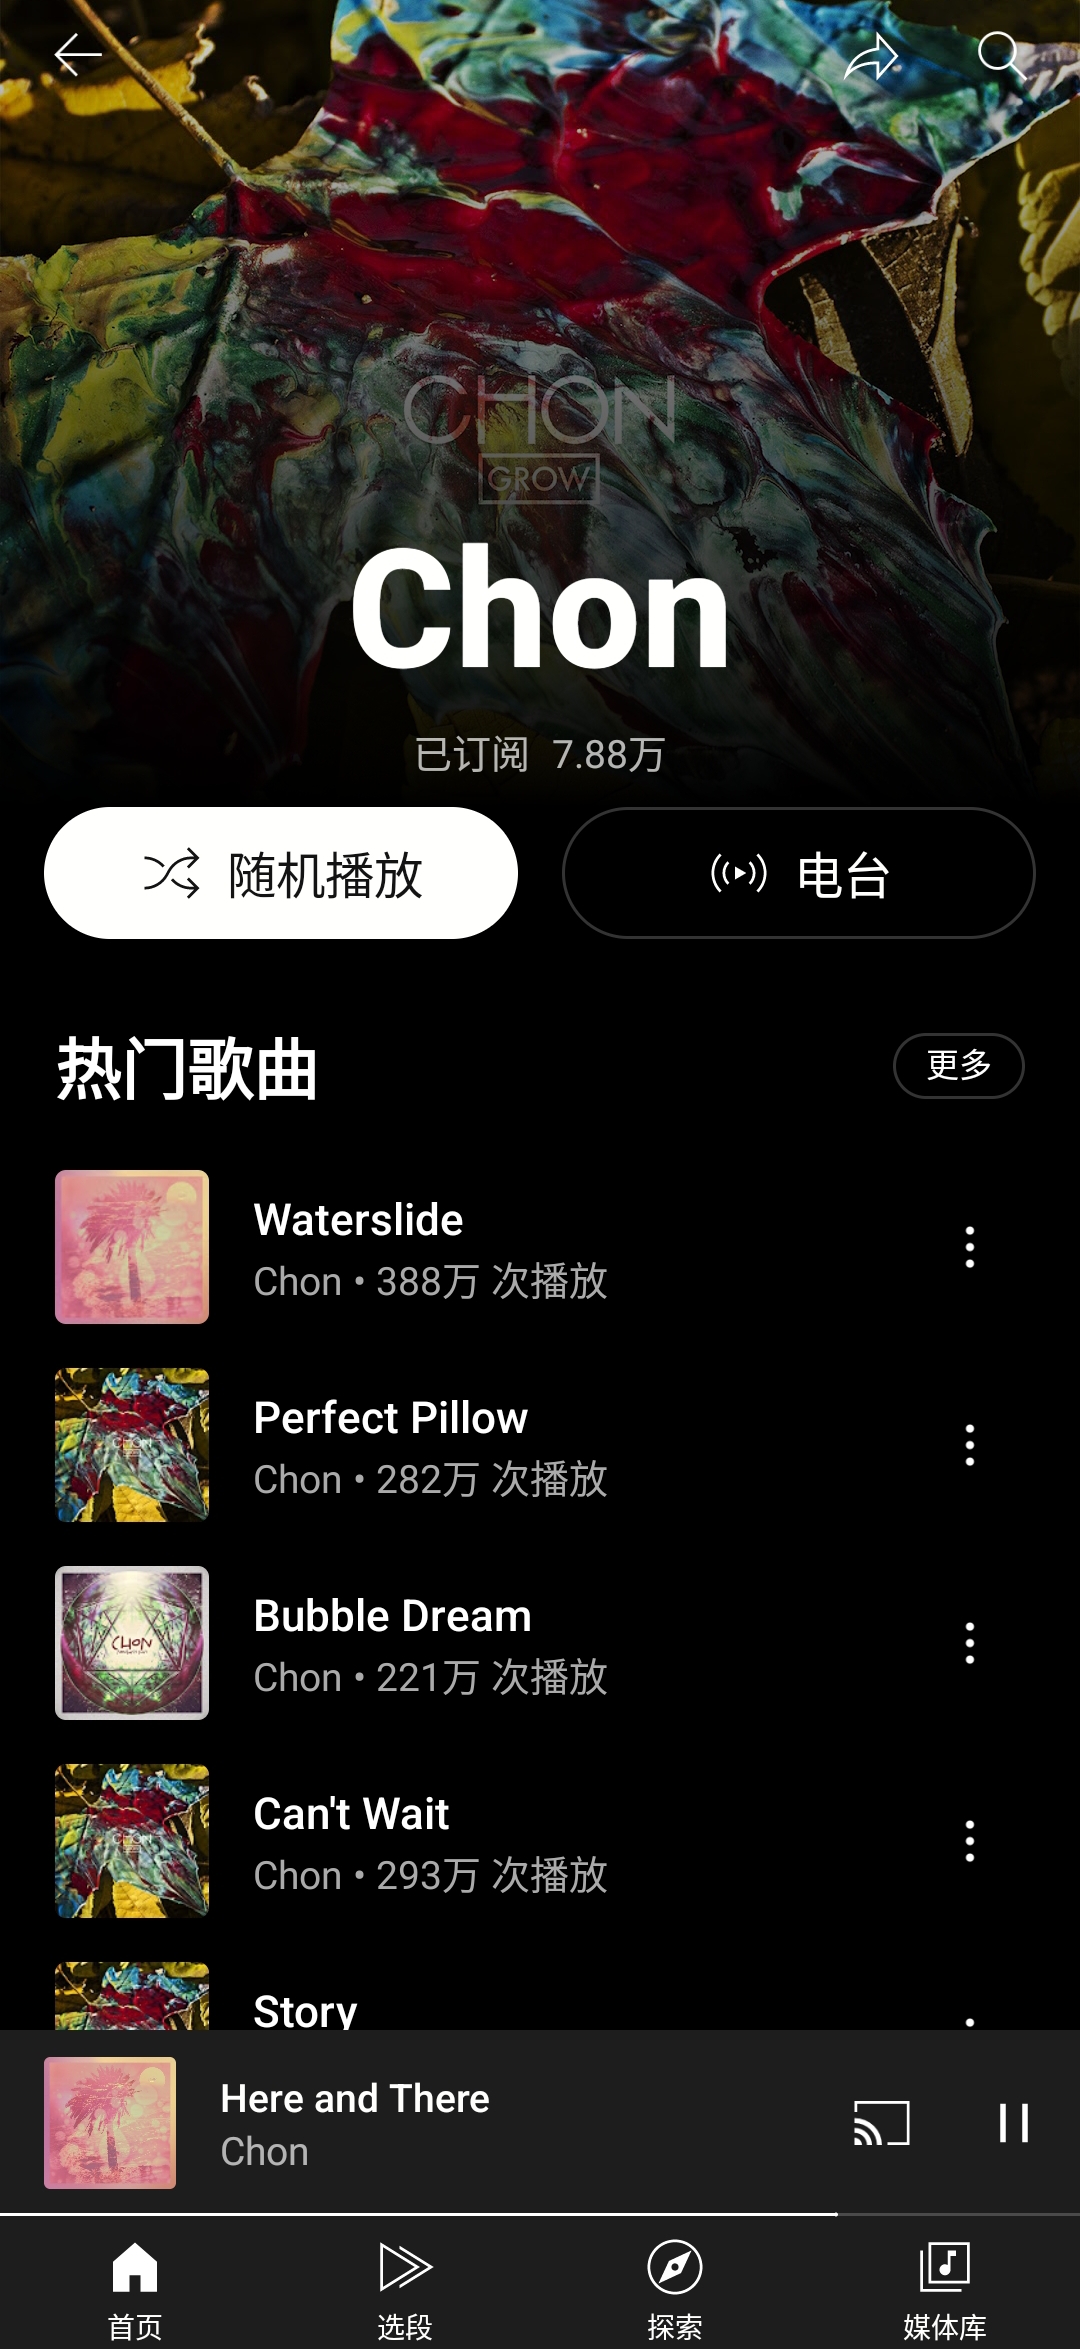 CHON
GROW
Chon
已订阅 7.88万
随机播放
电台
热门歌曲
更多
Waterslide
Chon • 388万 次播放
Perfect Pillow
Chon • 282万 次播放
CHON
Bubble Dream
Chon • 221万 次播放
Can't Wait
Chon • 293万 次播放
Story
Here and There
Chon
首页
选段
探索
媒体库